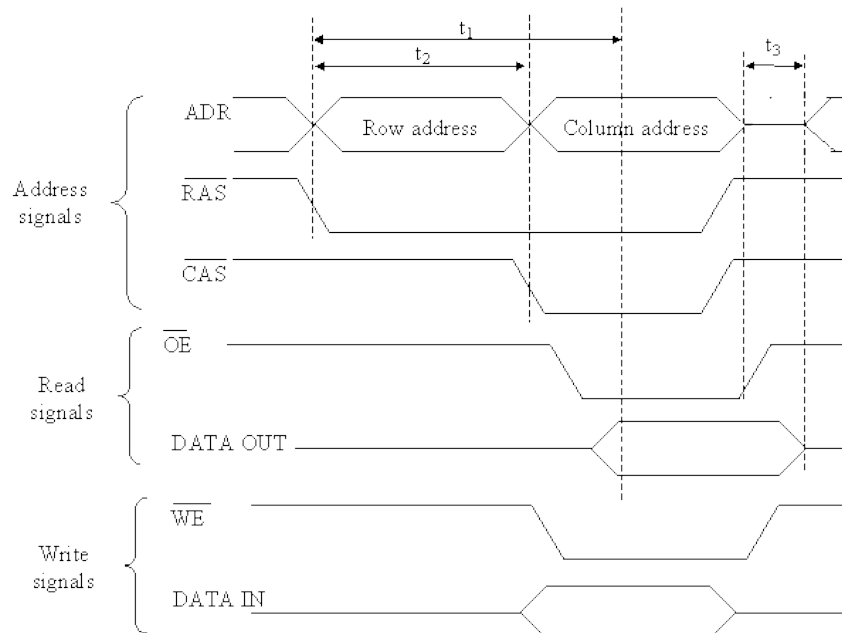 t1
t2
t3
ADR
Row address
Column address
Address
signals
RAS
CAS
OE
Read
signals
DATA OUT
WE
Write
signals
DATA IN